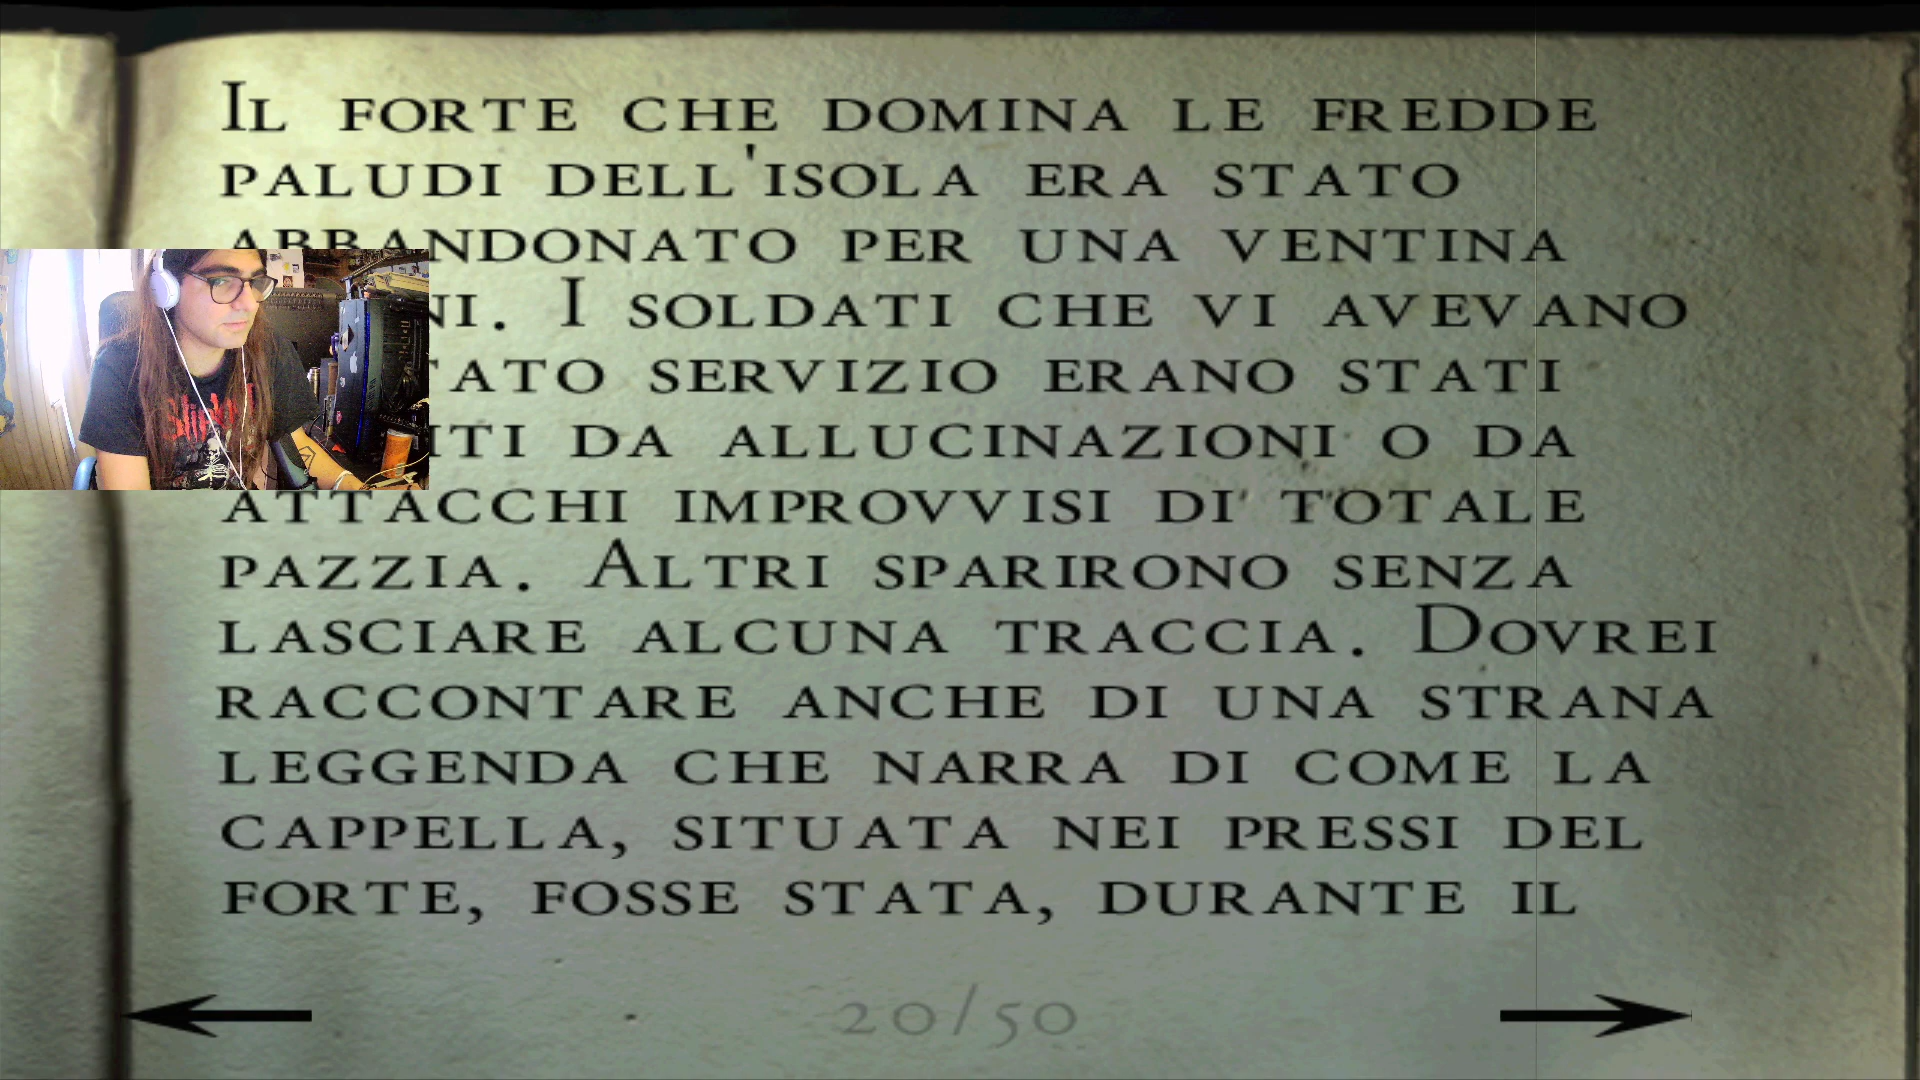 Il forte che domina le fredde
paludi dell'isola era stato
abbandonato per una ventina
. I soldati che vi avevano
servizio erano stati
da allucinazioni o da
attacchi improvvisi di totale
pazzia. Altri sparirono senza
lasciare alcuna traccia. Dovrei
raccontare anche di una strana
leggenda che narra di come la
cappella, situata nei pressi del
forte, fosse stata, durante il
20/50